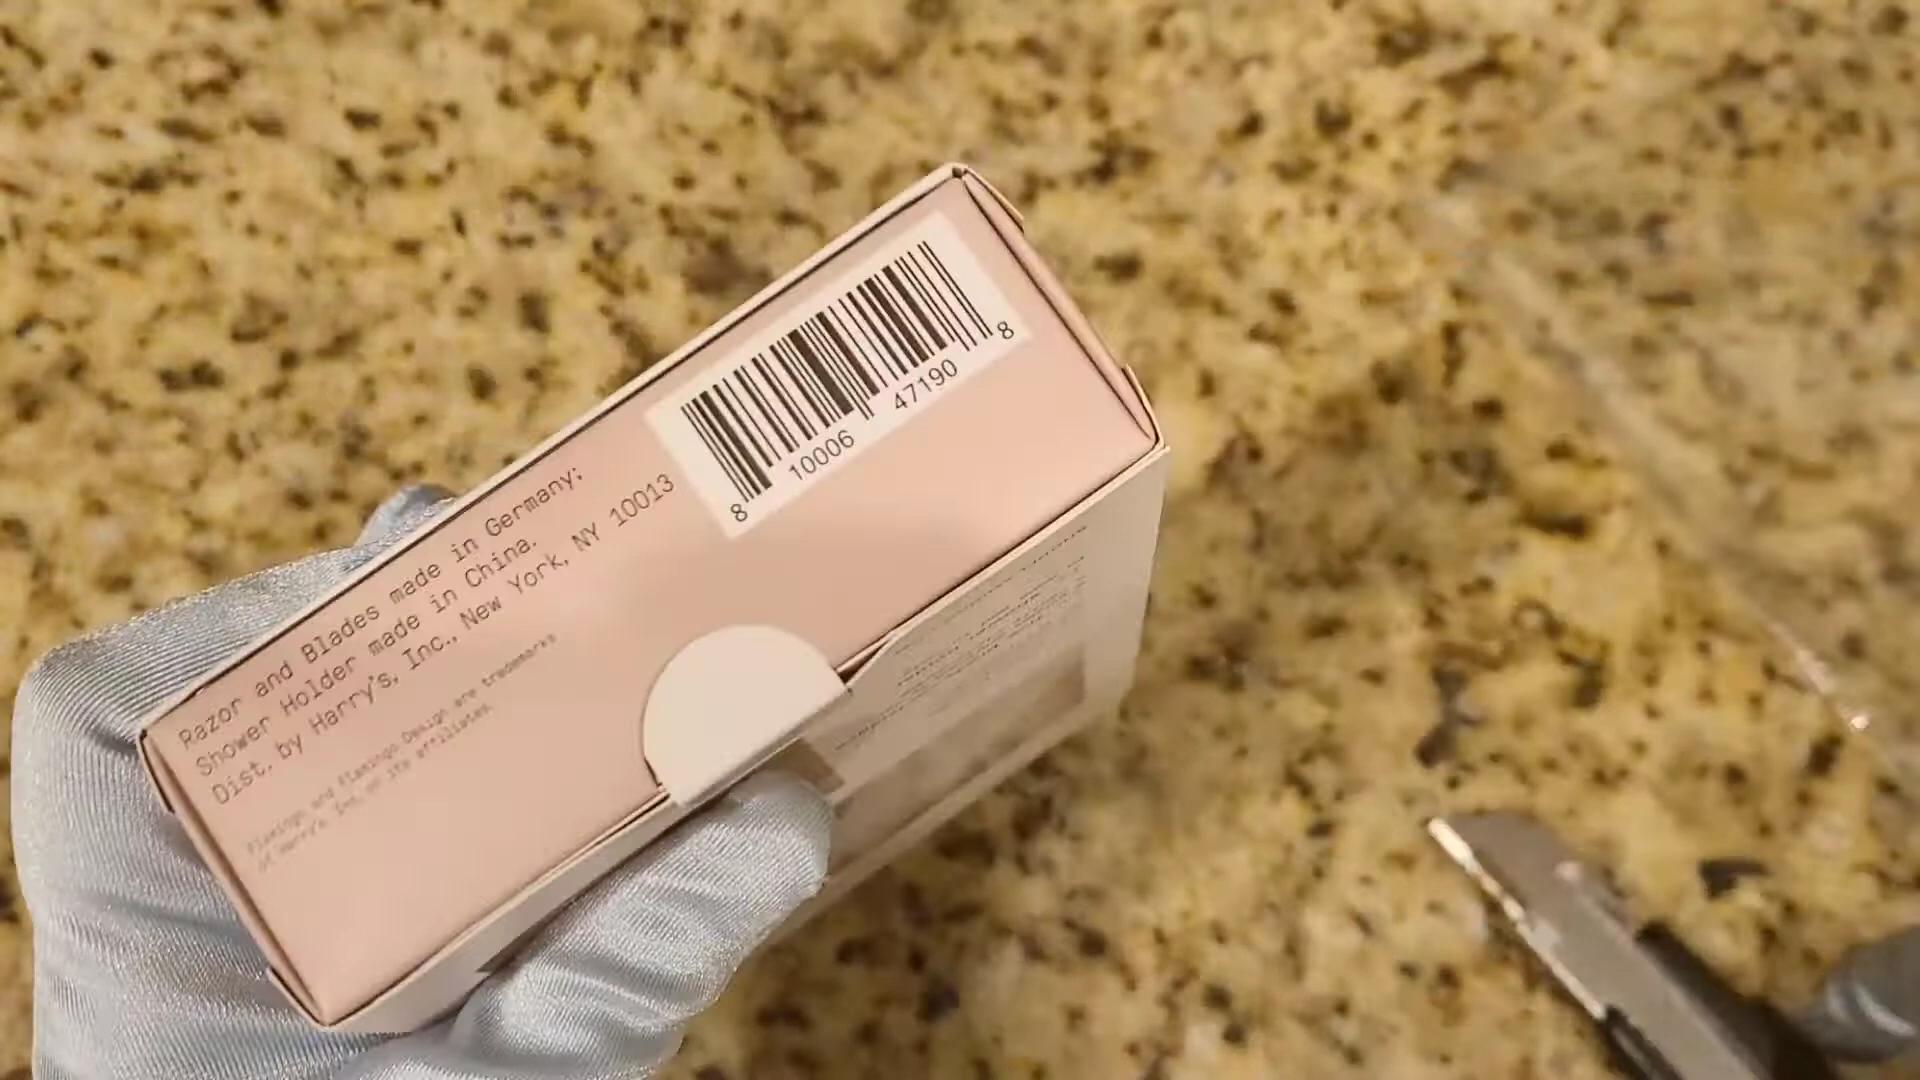 Razor and Blades made in Germany;
Shower Holder made in China.
Dist. by Harry's, Inc., New York, NY 10013
Flamingo and Flamingo Design are trademarks
of Harry's, Inc. or its affiliates.
8 10006 47190 8